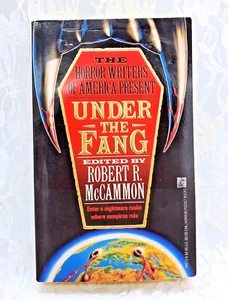 THE
HORROR WRITERS
OF AMERICA PRESENT
UNDER
THE
FANG
EDITED BY
ROBERT R.
McCAMMON
Enter a nightmare realm
where vampires rule